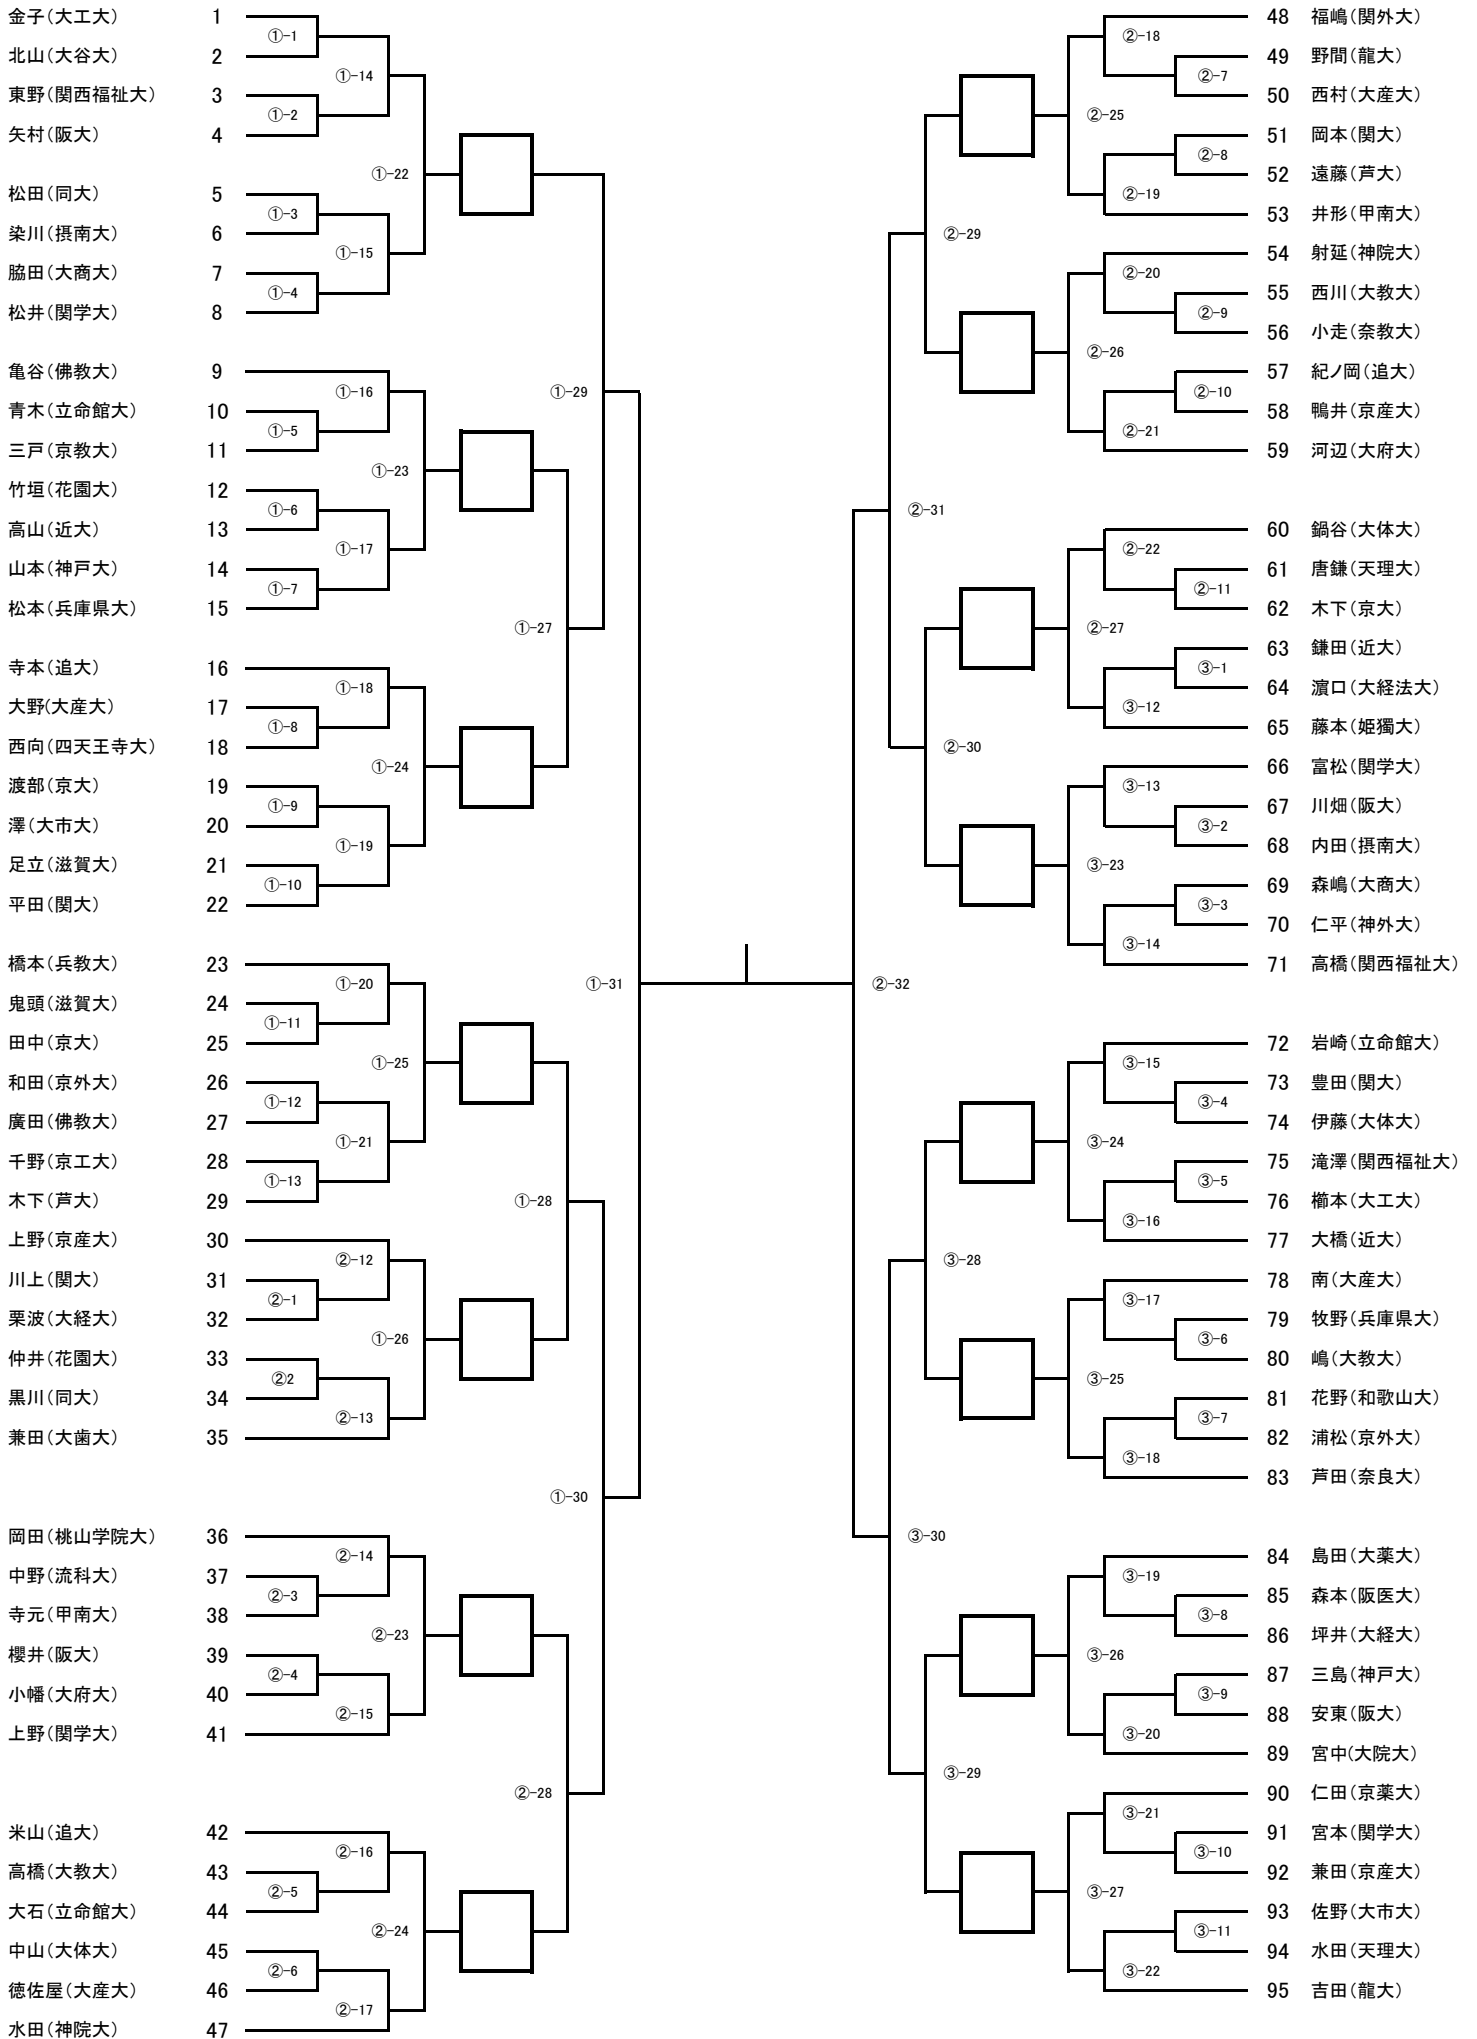 金子(大工大) 1
①-1
北山(大谷大) 2
①-14
東野(関西福祉大) 3
①-2
矢村(阪大) 4
①-22
松田(同大) 5
①-3
染川(摂南大) 6
①-15
脇田(大商大) 7
①-4
松井(関学大) 8
亀谷(佛教大) 9
①-16
①-29
青木(立命館大) 10
①-5
三戸(京教大) 11
①-23
竹垣(花園大) 12
①-6
高山(近大) 13
①-17
山本(神戸大) 14
①-7
松本(兵庫県大) 15
①-27
寺本(追大) 16
①-18
大野(大産大) 17
①-8
西向(四天王寺大) 18
①-24
渡部(京大) 19
①-9
澤(大市大) 20
①-19
足立(滋賀大) 21
①-10
平田(関大) 22
橋本(兵教大) 23
①-20
①-31
鬼頭(滋賀大) 24
①-11
田中(京大) 25
①-25
和田(京外大) 26
①-12
廣田(佛教大) 27
①-21
千野(京工大) 28
①-13
木下(芦大) 29
①-28
上野(京産大) 30
②-12
川上(関大) 31
②-1
栗波(大経大) 32
①-26
仲井(花園大) 33
②2
黒川(同大) 34
②-13
兼田(大歯大) 35
①-30
岡田(桃山学院大) 36
②-14
中野(流科大) 37
②-3
寺元(甲南大) 38
②-23
櫻井(阪大) 39
②-4
小幡(大府大) 40
②-15
上野(関学大) 41
②-28
米山(追大) 42
②-16
高橋(大教大) 43
②-5
大石(立命館大) 44
②-24
中山(大体大) 45
②-6
徳佐屋(大産大) 46
②-17
水田(神院大) 47
48 福嶋(関外大)
②-18
49 野間(龍大)
②-7
50 西村(大産大)
②-25
51 岡本(関大)
②-8
52 遠藤(芦大)
②-19
53 井形(甲南大)
②-29
54 射延(神院大)
②-20
55 西川(大教大)
②-9
56 小走(奈教大)
②-26
57 紀ノ岡(追大)
②-10
58 鴨井(京産大)
②-21
59 河辺(大府大)
②-31
60 鍋谷(大体大)
②-22
61 唐鎌(天理大)
②-11
62 木下(京大)
②-27
63 鎌田(近大)
③-1
64 濵口(大経法大)
③-12
65 藤本(姫獨大)
②-30
66 富松(関学大)
③-13
67 川畑(阪大)
③-2
68 内田(摂南大)
③-23
69 森嶋(大商大)
③-3
70 仁平(神外大)
③-14
71 高橋(関西福祉大)
②-32
72 岩崎(立命館大)
③-15
73 豊田(関大)
③-4
74 伊藤(大体大)
③-24
75 滝澤(関西福祉大)
③-5
76 櫛本(大工大)
③-16
77 大橋(近大)
③-28
78 南(大産大)
③-17
79 牧野(兵庫県大)
③-6
80 嶋(大教大)
③-25
81 花野(和歌山大)
③-7
82 浦松(京外大)
③-18
83 芦田(奈良大)
③-30
84 島田(大薬大)
③-19
85 森本(阪医大)
③-8
86 坪井(大経大)
③-26
87 三島(神戸大)
③-9
88 安東(阪大)
③-20
89 宮中(大院大)
③-29
90 仁田(京薬大)
③-21
91 宮本(関学大)
③-10
92 兼田(京産大)
③-27
93 佐野(大市大)
③-11
94 水田(天理大)
③-22
95 吉田(龍大)